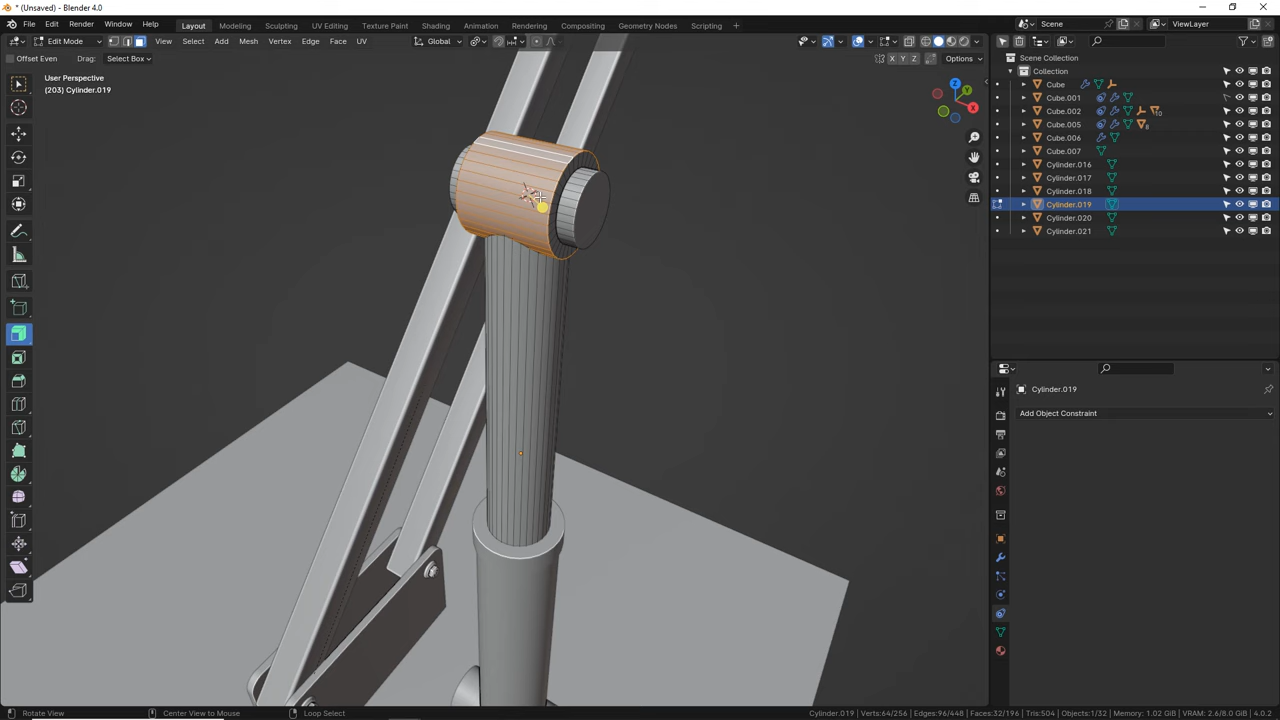 * (Unsaved) - Blender 4.0
File Edit Render Window Help Layout Modeling Sculpting UV Editing Texture Paint Shading Animation Rendering Compositing Geometry Nodes Scripting + Scene ViewLayer
Edit Mode View Select Add Mesh Vertex Edge Face UV Global
Offset Even Drag: Select Box X Y Z Options
User Perspective
(203) Cylinder.019
Z
Y
X
Scene Collection
Collection
Cube
Cube.001
Cube.002 10
Cube.005 8
Cube.006
Cube.007
Cylinder.016
Cylinder.017
Cylinder.018
Cylinder.019
Cylinder.020
Cylinder.021
Cylinder.019
Add Object Constraint
Rotate View Center View to Mouse Loop Select Cylinder.019 | Verts:64/256 | Edges:96/448 | Faces:32/196 | Tris:504 | Objects:1/32 | Memory: 1.02 GiB | VRAM: 2.6/8.0 GiB | 4.0.2